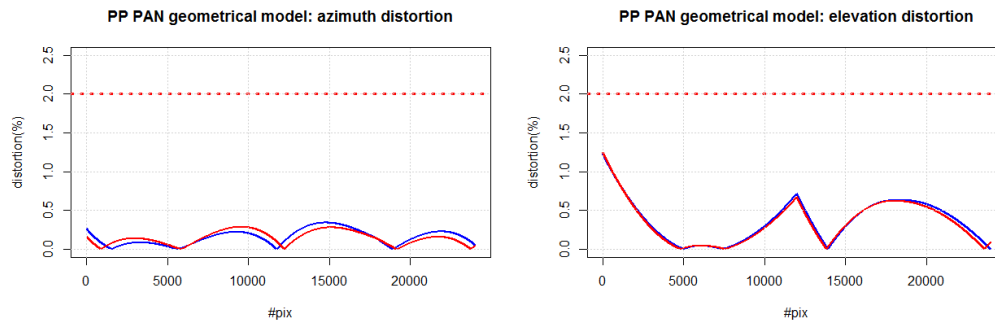 PP PAN geometrical model: azimuth distortion
distortion(%)
2.5
2.0
1.5
1.0
0.5
0.0
0 5000 10000 15000 20000
#pix
PP PAN geometrical model: elevation distortion
distortion(%)
2.5
2.0
1.5
1.0
0.5
0.0
0 5000 10000 15000 20000
#pix